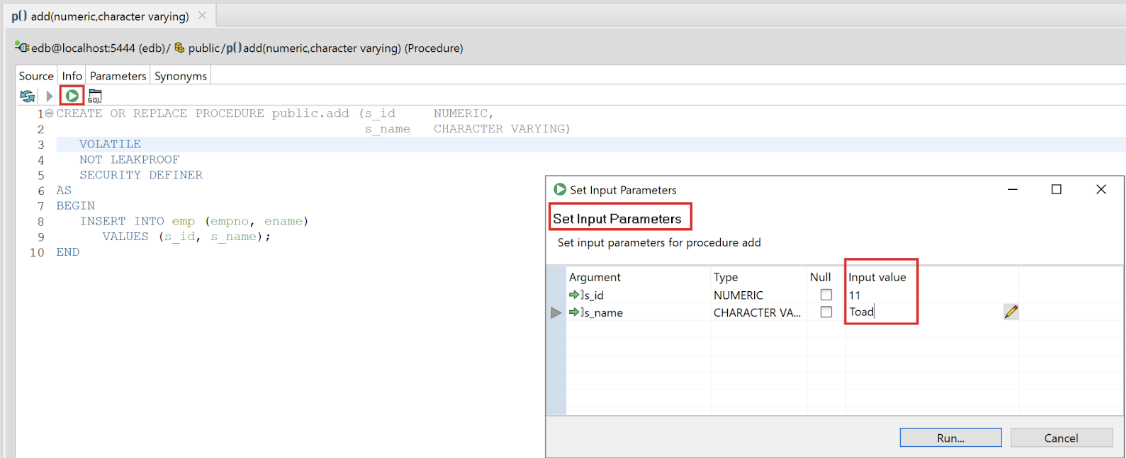 p() add(numeric,character varying)
edb@localhost:5444 (edb)/ public/p()add(numeric,character varying) (Procedure)
Source Info Parameters Synonyms
SQL
1 CREATE OR REPLACE PROCEDURE public.add (s_id NUMERIC,
2 s_name CHARACTER VARYING)
3 VOLATILE
4 NOT LEAKPROOF
5 SECURITY DEFINER
6 AS
7 BEGIN
8 INSERT INTO emp (empno, ename)
9 VALUES (s_id, s_name);
10 END
Set Input Parameters
Set Input Parameters
Set input parameters for procedure add
Argument Type Null Input value
s_id NUMERIC 11
s_name CHARACTER VA... Toad
Run... Cancel